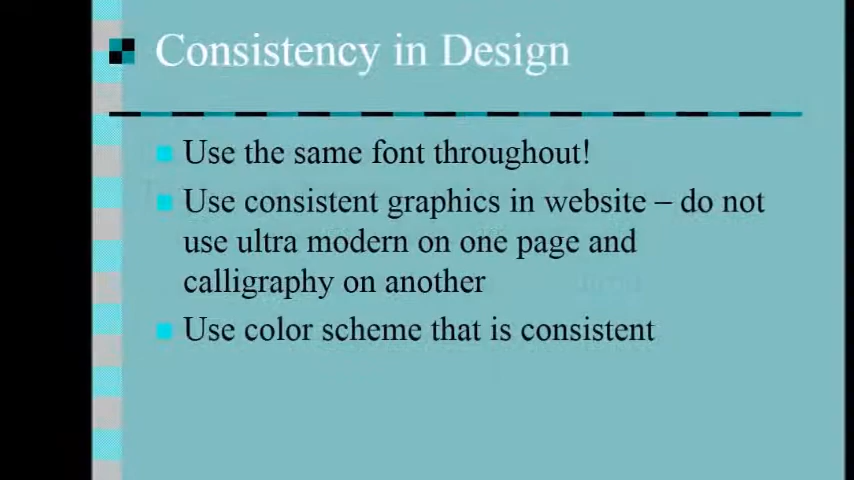 Consistency in Design
Use the same font throughout!
Use consistent graphics in website – do not
use ultra modern on one page and
calligraphy on another
Use color scheme that is consistent